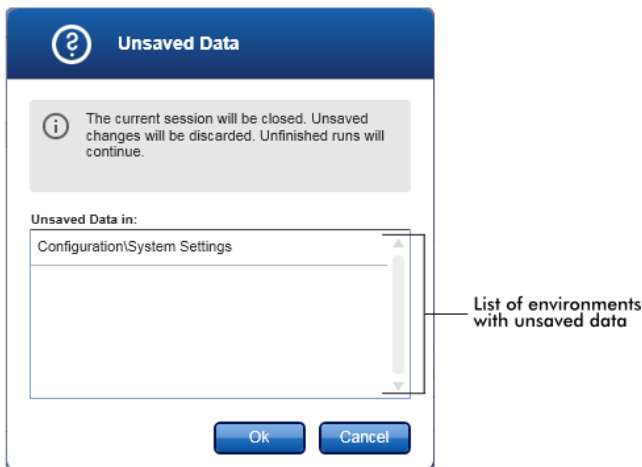 Unsaved Data
The current session will be closed. Unsaved
changes will be discarded. Unfinished runs will
continue.
Unsaved Data in:
Configuration\System Settings
List of environments
with unsaved data
Ok
Cancel